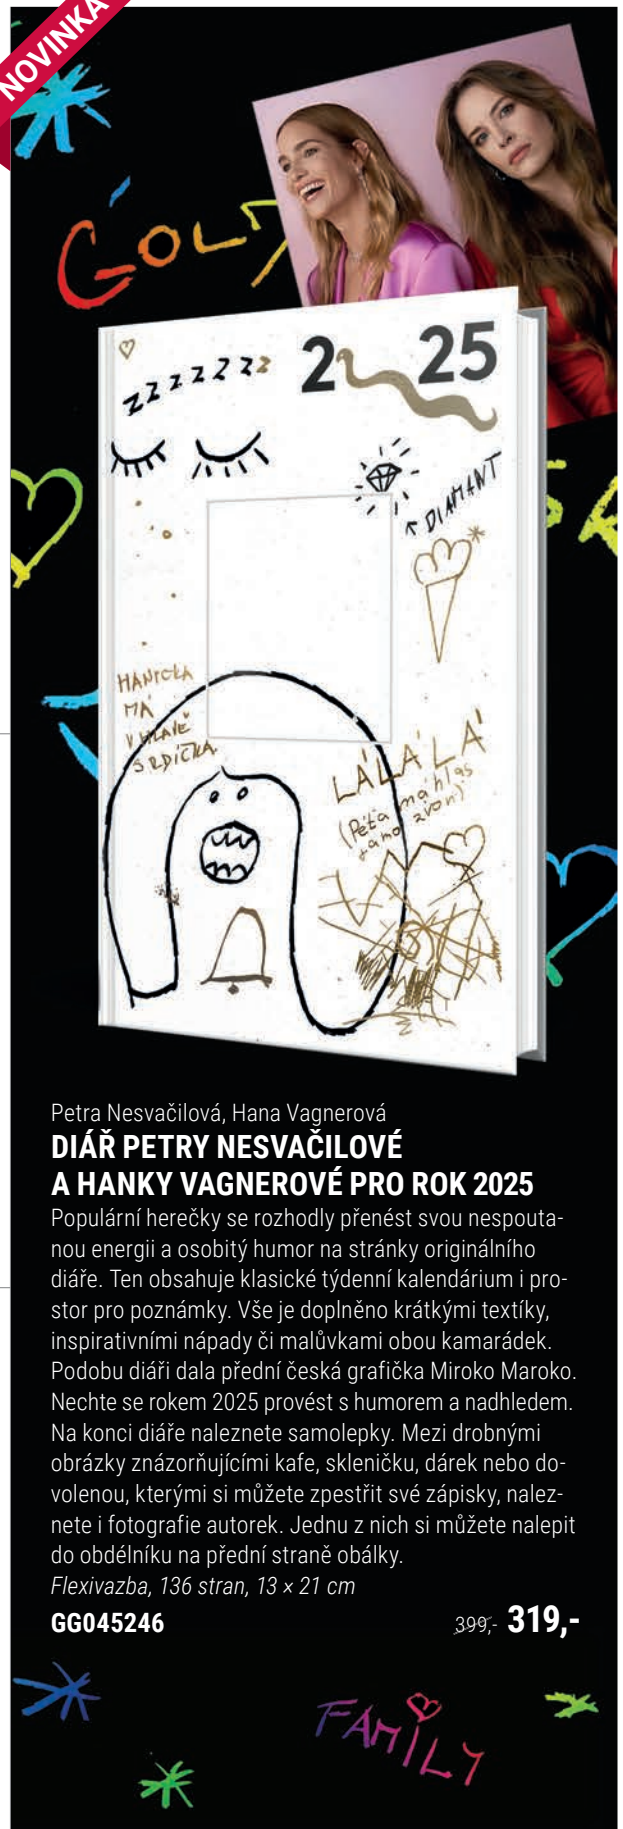 NOVINKA
GÓLY
2025
zzzzzzz
DIAMANT
HANIČKA
MÁ
V HLAVĚ
SRDÍČKA.
LÁLÁLÁ
(Péťa má hlas
jamo zvon)
Petra Nesvačilová, Hana Vagnerová
DIÁŘ PETRY NESVAČILOVÉ
A HANKY VAGNEROVÉ PRO ROK 2025
Populární herečky se rozhodly přenést svou nespouta-
nou energii a osobitý humor na stránky originálního
diáře. Ten obsahuje klasické týdenní kalendárium i pro-
stor pro poznámky. Vše je doplněno krátkými textíky,
inspirativními nápady či malůvkami obou kamarádek.
Podobu diáři dala přední česká grafička Miroko Maroko.
Nechte se rokem 2025 provést s humorem a nadhledem.
Na konci diáře naleznete samolepky. Mezi drobnými
obrázky znázorňujícími kafe, skleničku, dárek nebo do-
volenou, kterými si můžete zpestřit své zápisky, nalez-
nete i fotografie autorek. Jednu z nich si můžete nalepit
do obdélníku na přední straně obálky.
Flexivazba, 136 stran, 13 × 21 cm
GG045246
399,- 319,-
FAMILY